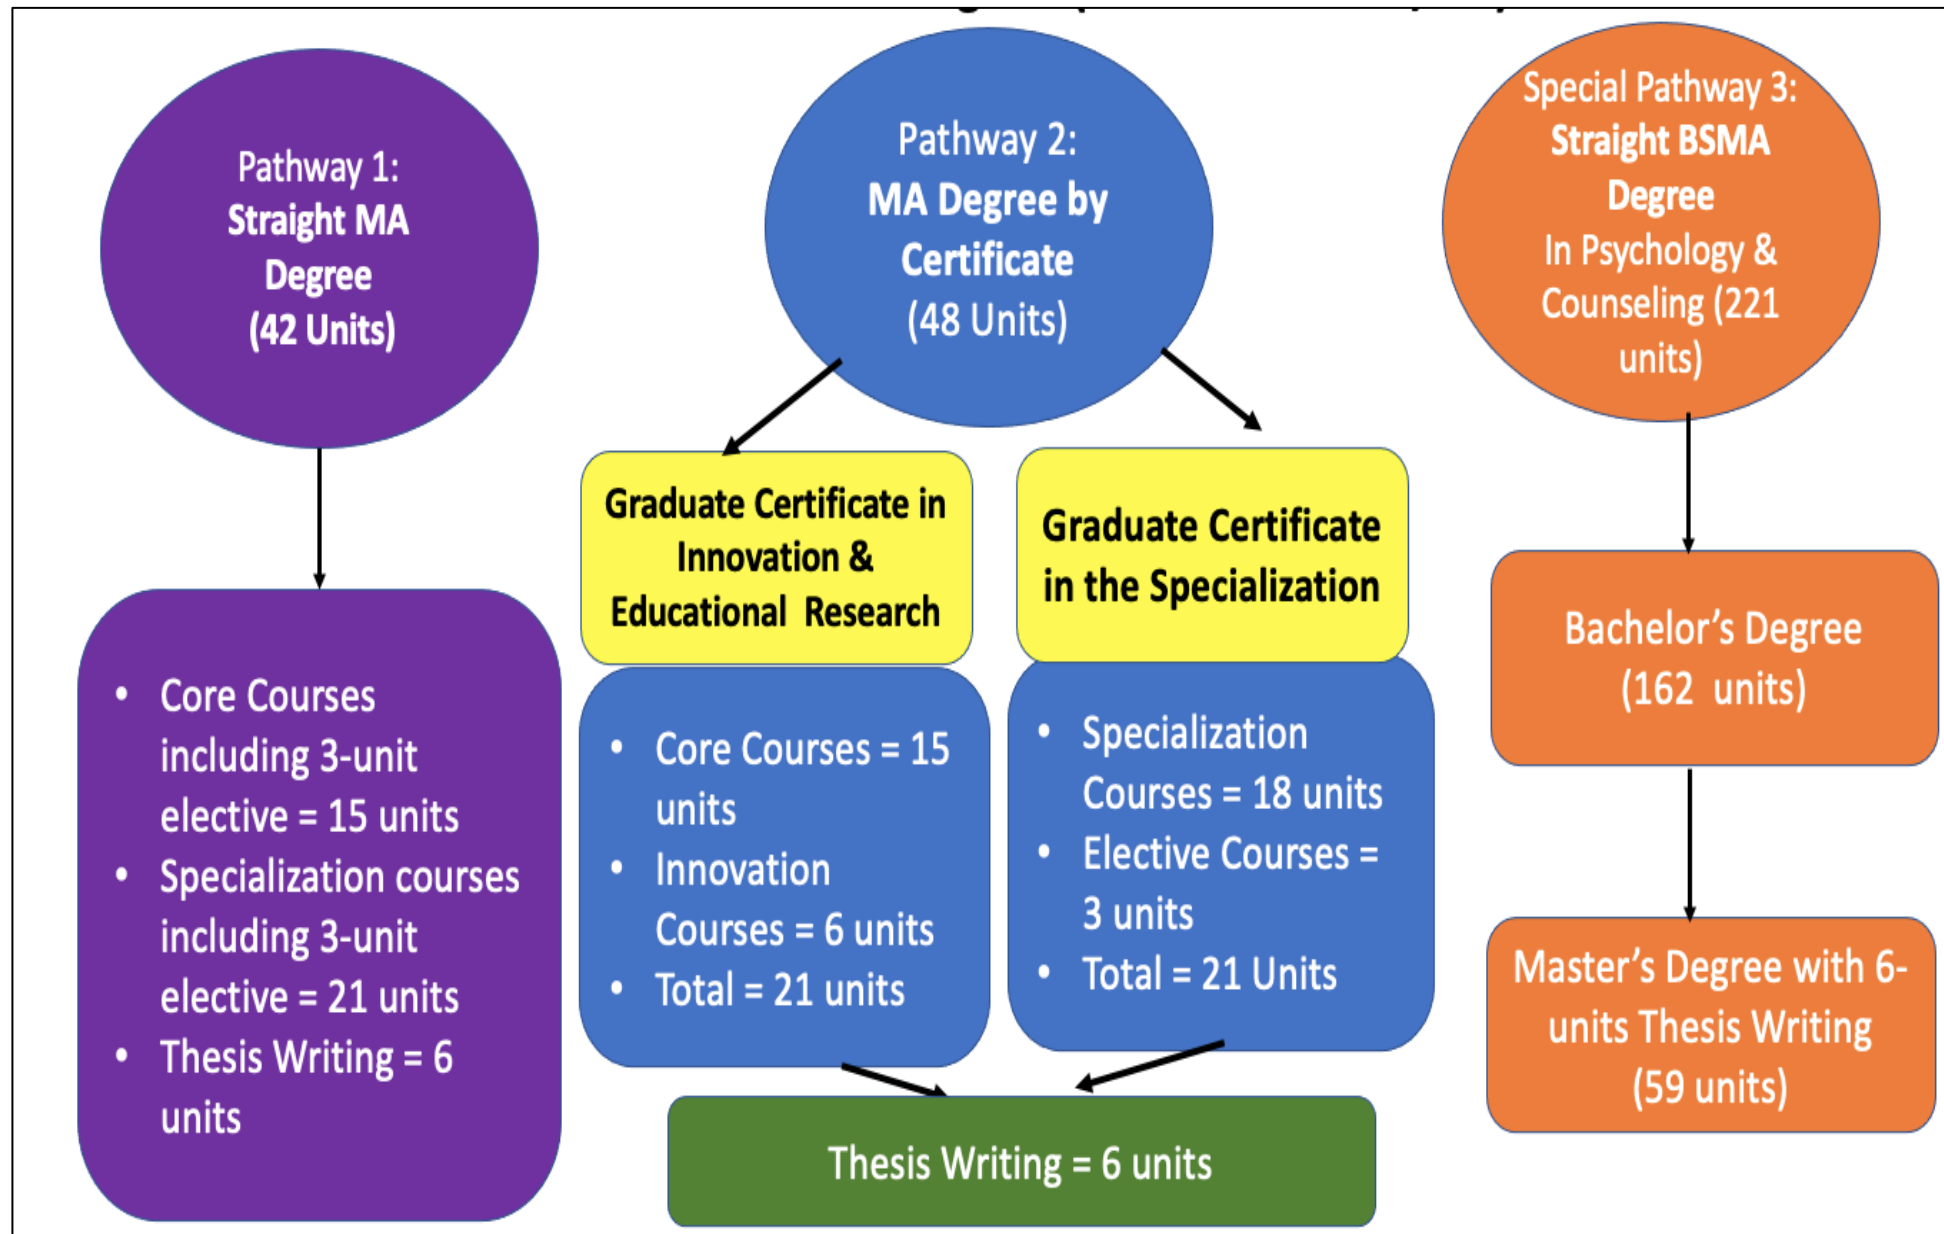 Pathway 1:
Straight MA
Degree
(42 Units)
Core Courses
including 3-unit
elective = 15 units
Specialization courses
including 3-unit
elective = 21 units
Thesis Writing = 6
units
Pathway 2:
MA Degree by
Certificate
(48 Units)
Graduate Certificate in
Innovation &
Educational Research
• Core Courses = 15
units
• Innovation
Courses = 6 units
• Total = 21 units
Graduate Certificate
in the Specialization
• Specialization
Courses = 18 units
• Elective Courses =
3 units
• Total = 21 Units
Thesis Writing = 6 units
Special Pathway 3:
Straight BSMA
Degree
In Psychology &
Counseling (221
units)
Bachelor’s Degree
(162 units)
Master’s Degree with 6-
units Thesis Writing
(59 units)